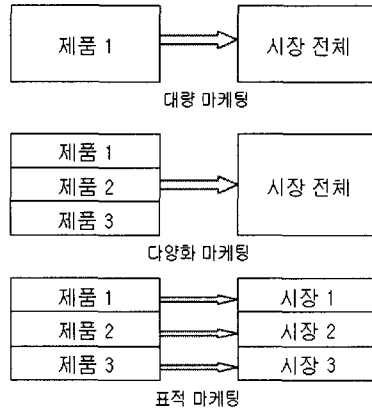 제품 1 시장 전체
대량 마케팅
제품 1
제품 2 시장 전체
제품 3
다양화 마케팅
제품 1 시장 1
제품 2 시장 2
제품 3 시장 3
표적 마케팅